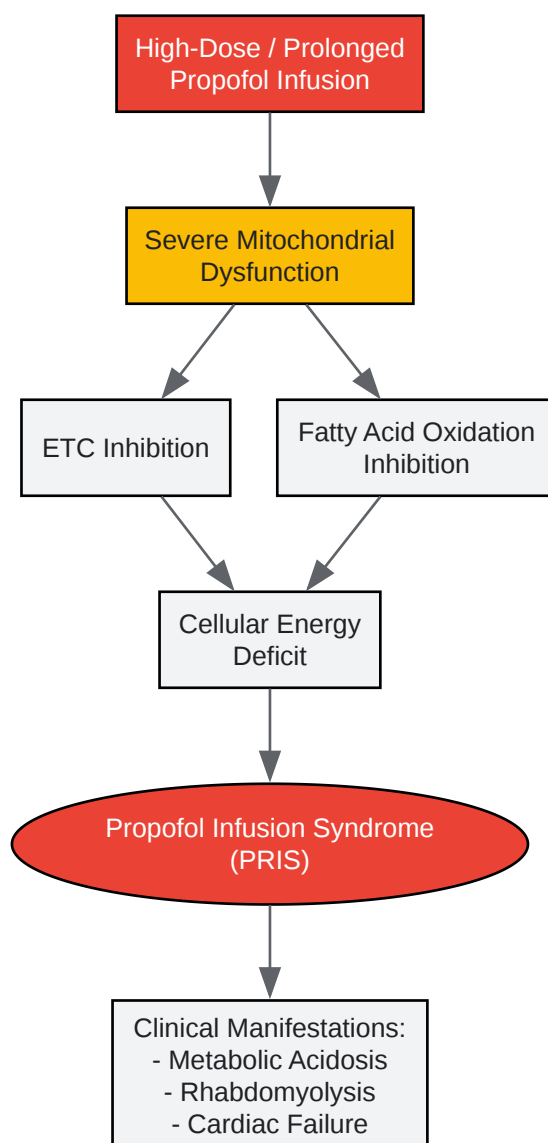 High-Dose / Prolonged
Propofol Infusion
Severe Mitochondrial
Dysfunction
ETC Inhibition
Fatty Acid Oxidation
Inhibition
Cellular Energy
Deficit
Propofol Infusion Syndrome
(PRIS)
Clinical Manifestations:
- Metabolic Acidosis
- Rhabdomyolysis
- Cardiac Failure